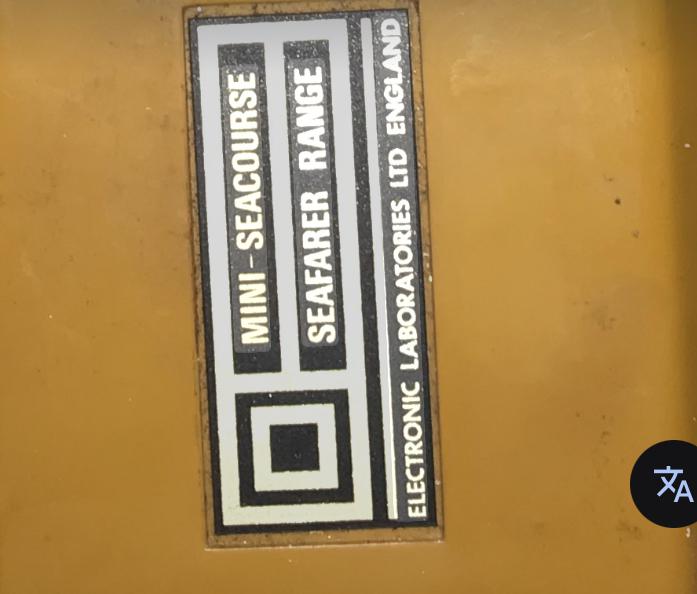 MINI-SEACOURSE
SEAFARER RANGE
ELECTRONIC LABORATORIES LTD ENGLAND